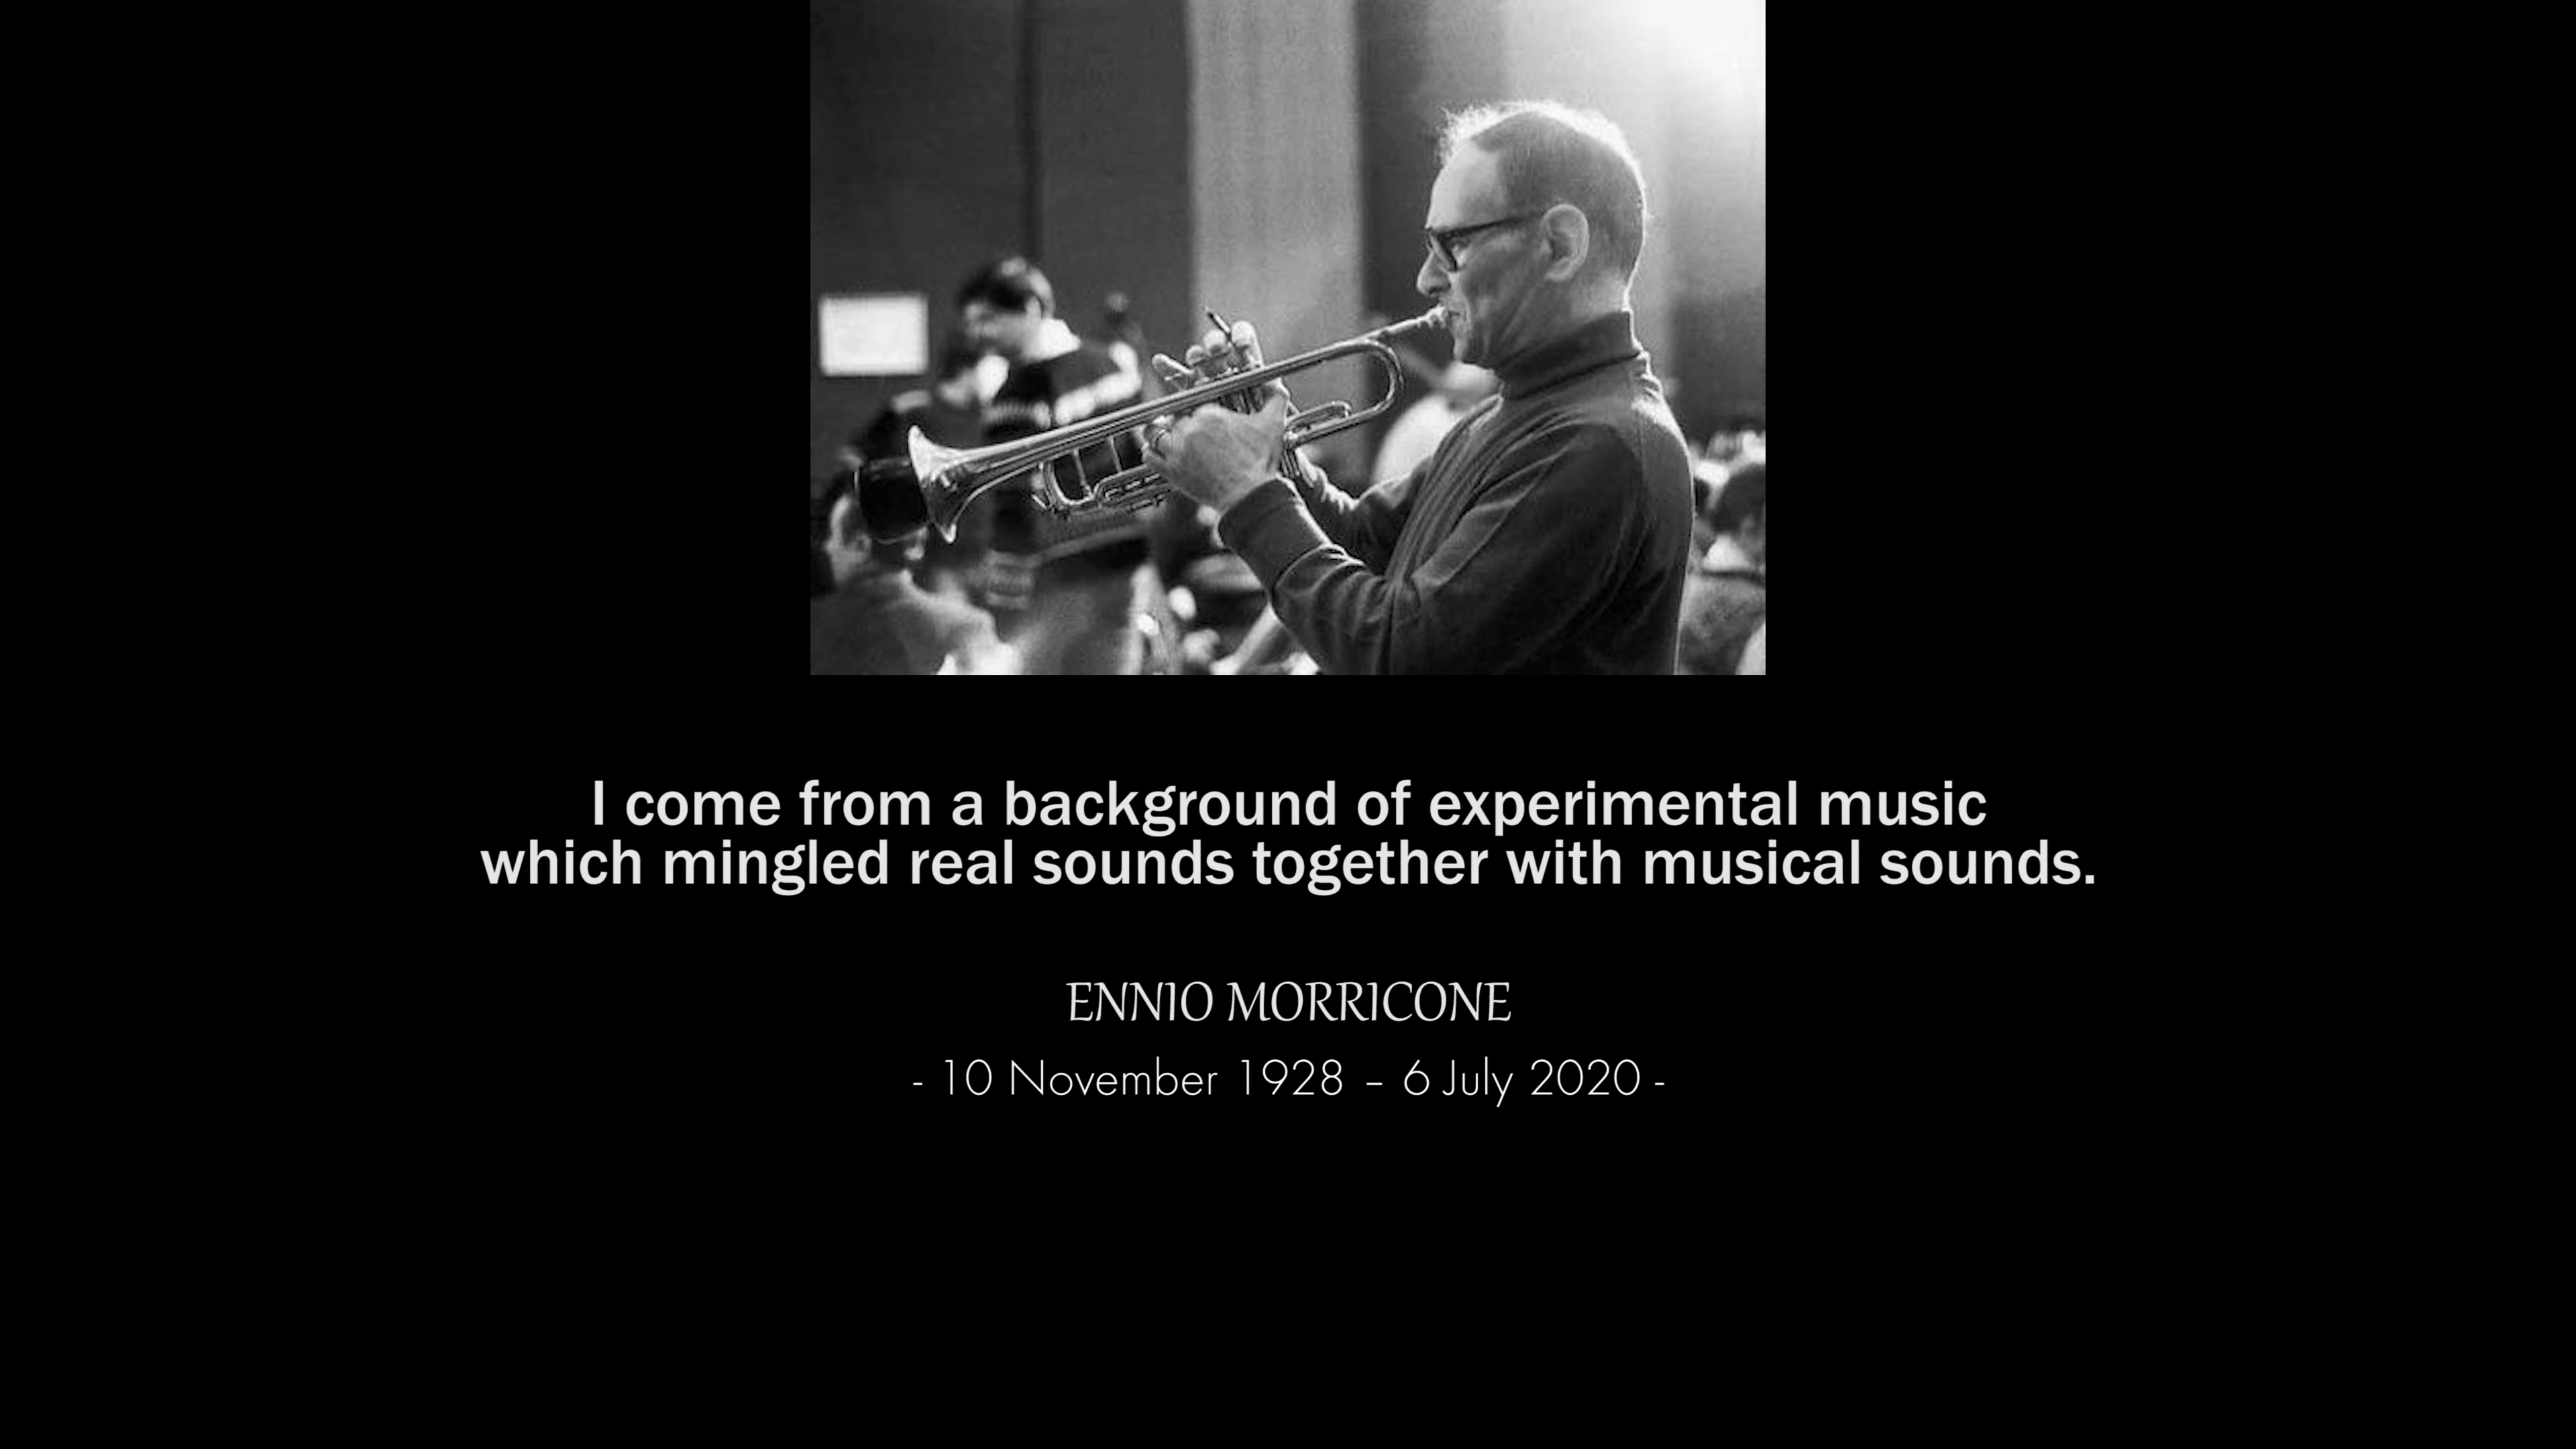 I come from a background of experimental music
which mingled real sounds together with musical sounds.
ENNIO MORRICONE
- 10 November 1928 – 6 July 2020 -